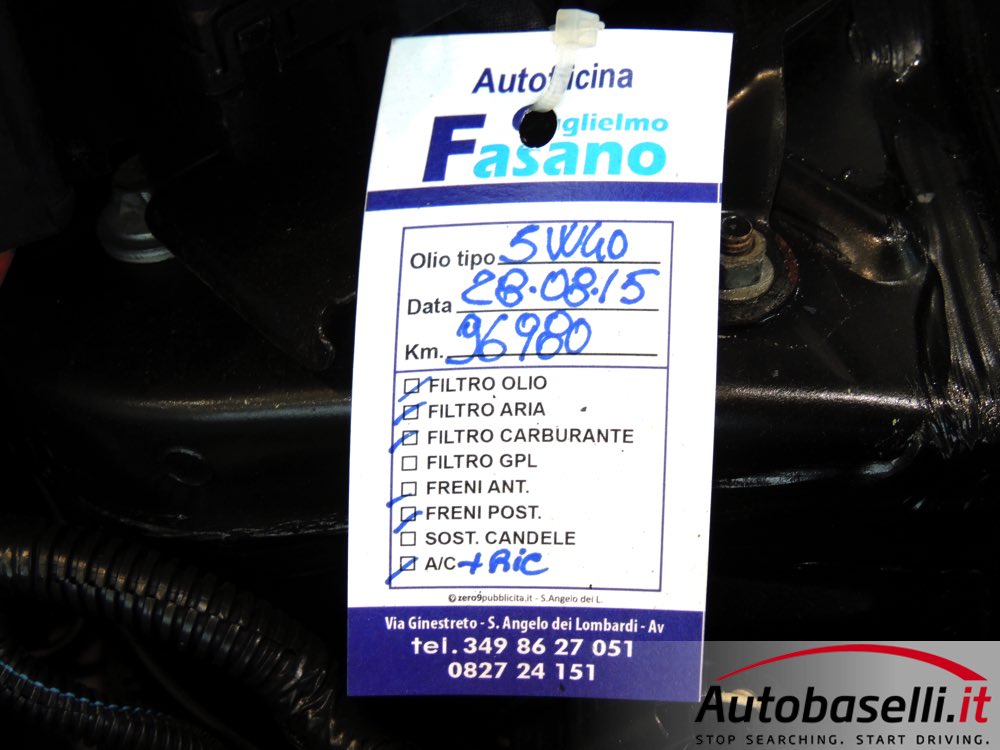 Autofficina
Guglielmo
Fasano
Olio tipo 5W40
Data 28.08.15
Km. 96980
FILTRO OLIO
FILTRO ARIA
FILTRO CARBURANTE
FILTRO GPL
FRENI ANT.
FRENI POST.
SOST. CANDELE
A/C + Ric
© zero9pubblicita.it - S.Angelo dei L.
Via Ginestreto - S. Angelo dei Lombardi - Av
tel. 349 86 27 051
0827 24 151
Autobaselli.it
STOP SEARCHING. START DRIVING.